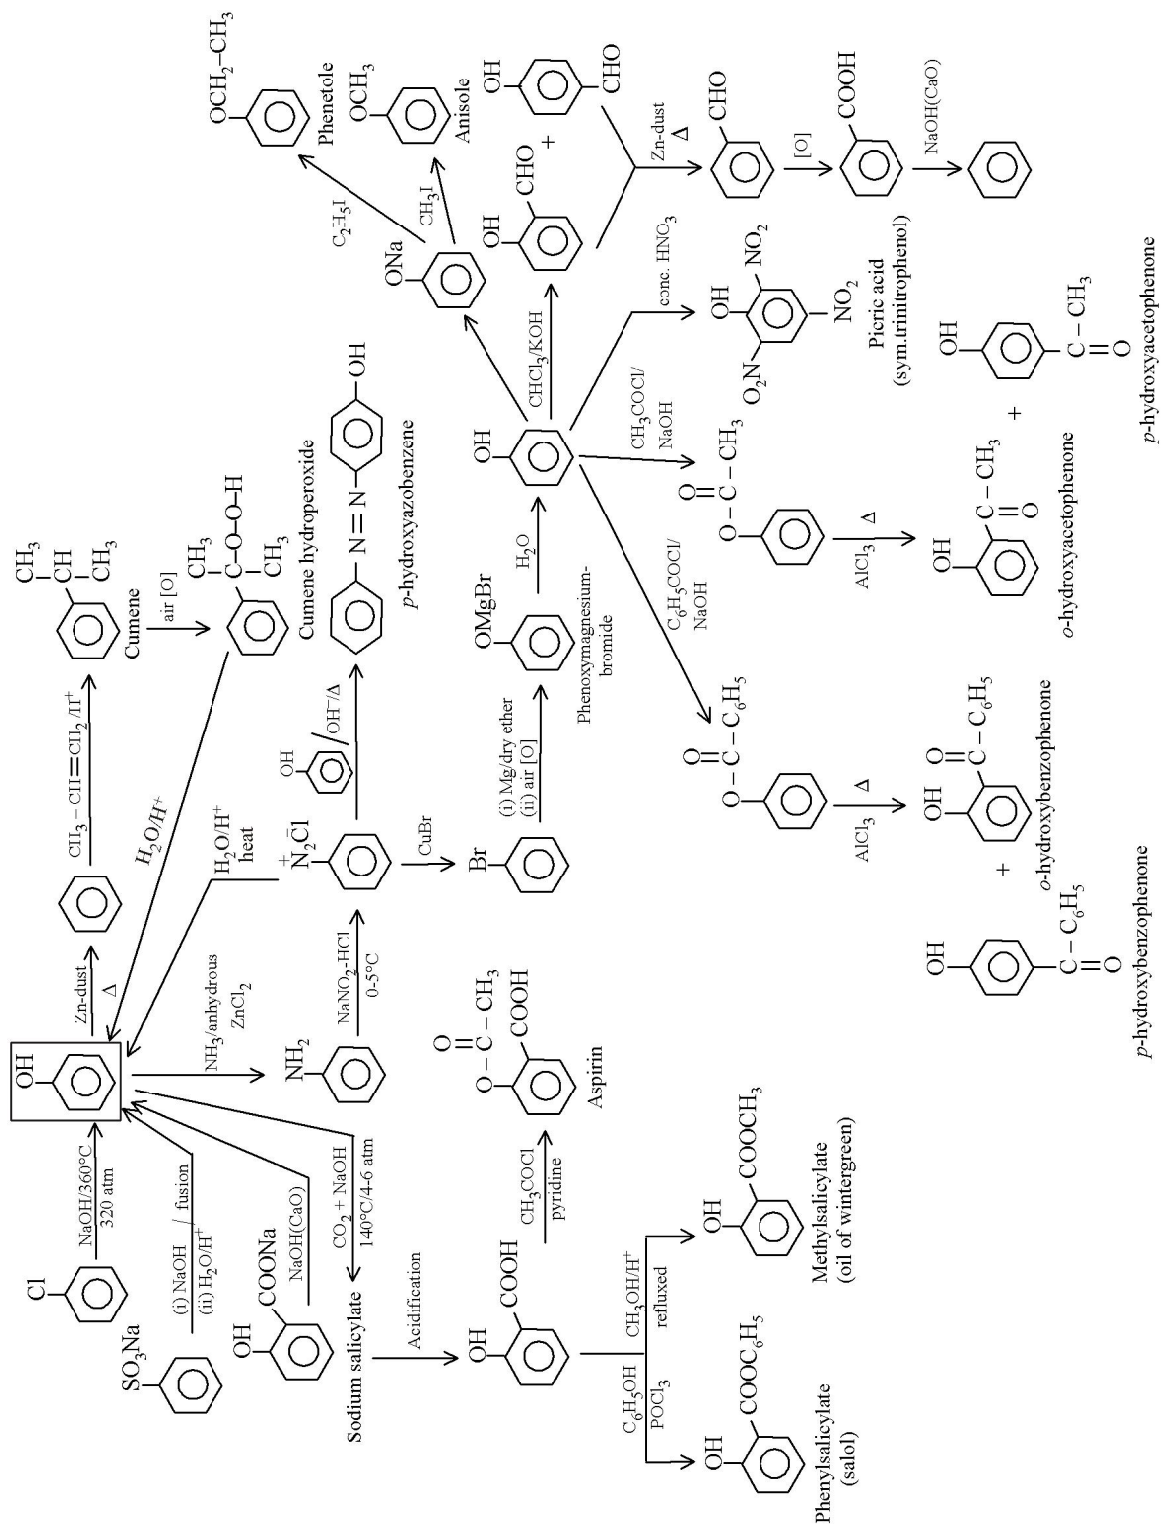 Cl
NaOH/360°C
320 atm
OH
Zn-dust
Δ
CH3 – CH=CH2/H+
CH3
CH
CH3
Cumene
air [O]
SO3Na
(i) NaOH / fusion
(ii) H2O/H+
H2O/H+
CH3
C–O–O–H
CH3
Cumene hydroperoxide
OH
COONa
NaOH(CaO)
NH3/anhydrous
ZnCl2
H2O/H+
heat
Sodium salicylate
CO2 + NaOH
140°C/4-6 atm
NH2
NaNO2-HCl
0-5°C
N2Cl
+ –
OH
/OH–/Δ
N=N
OH
p-hydroxyazobenzene
CuBr
Acidification
OH
COOH
CH3COCl
pyridine
O
O–C–CH3
COOH
Aspirin
Br
(i) Mg/dry ether
(ii) air [O]
OMgBr
Phenoxymagnesium-
bromide
H2O
OH
ONa
C2H5I
OCH2–CH3
Phenetole
CH3I
OCH3
Anisole
CHCl3/KOH
OH
CHO
+
OH
CHO
Zn-dust
Δ
CHO
[O]
COOH
NaOH(CaO)
C6H5OH
POCl3
CH3OH/H+
refluxed
OH
COOC6H5
Phenylsalicylate
(salol)
OH
COOCH3
Methylsalicylate
(oil of wintergreen)
C6H5COCl/
NaOH
CH3COCl/
NaOH
conc. HNO3
O
O–C–C6H5
O
O–C–CH3
OH
O2N
NO2
NO2
Picric acid
(sym.trinitrophenol)
AlCl3
Δ
AlCl3
Δ
OH
C–C6H5
O
p-hydroxybenzophenone
+
OH
O
C–C6H5
o-hydroxybenzophenone
OH
C–CH3
O
o-hydroxyacetophenone
+
OH
C–CH3
O
p-hydroxyacetophenone